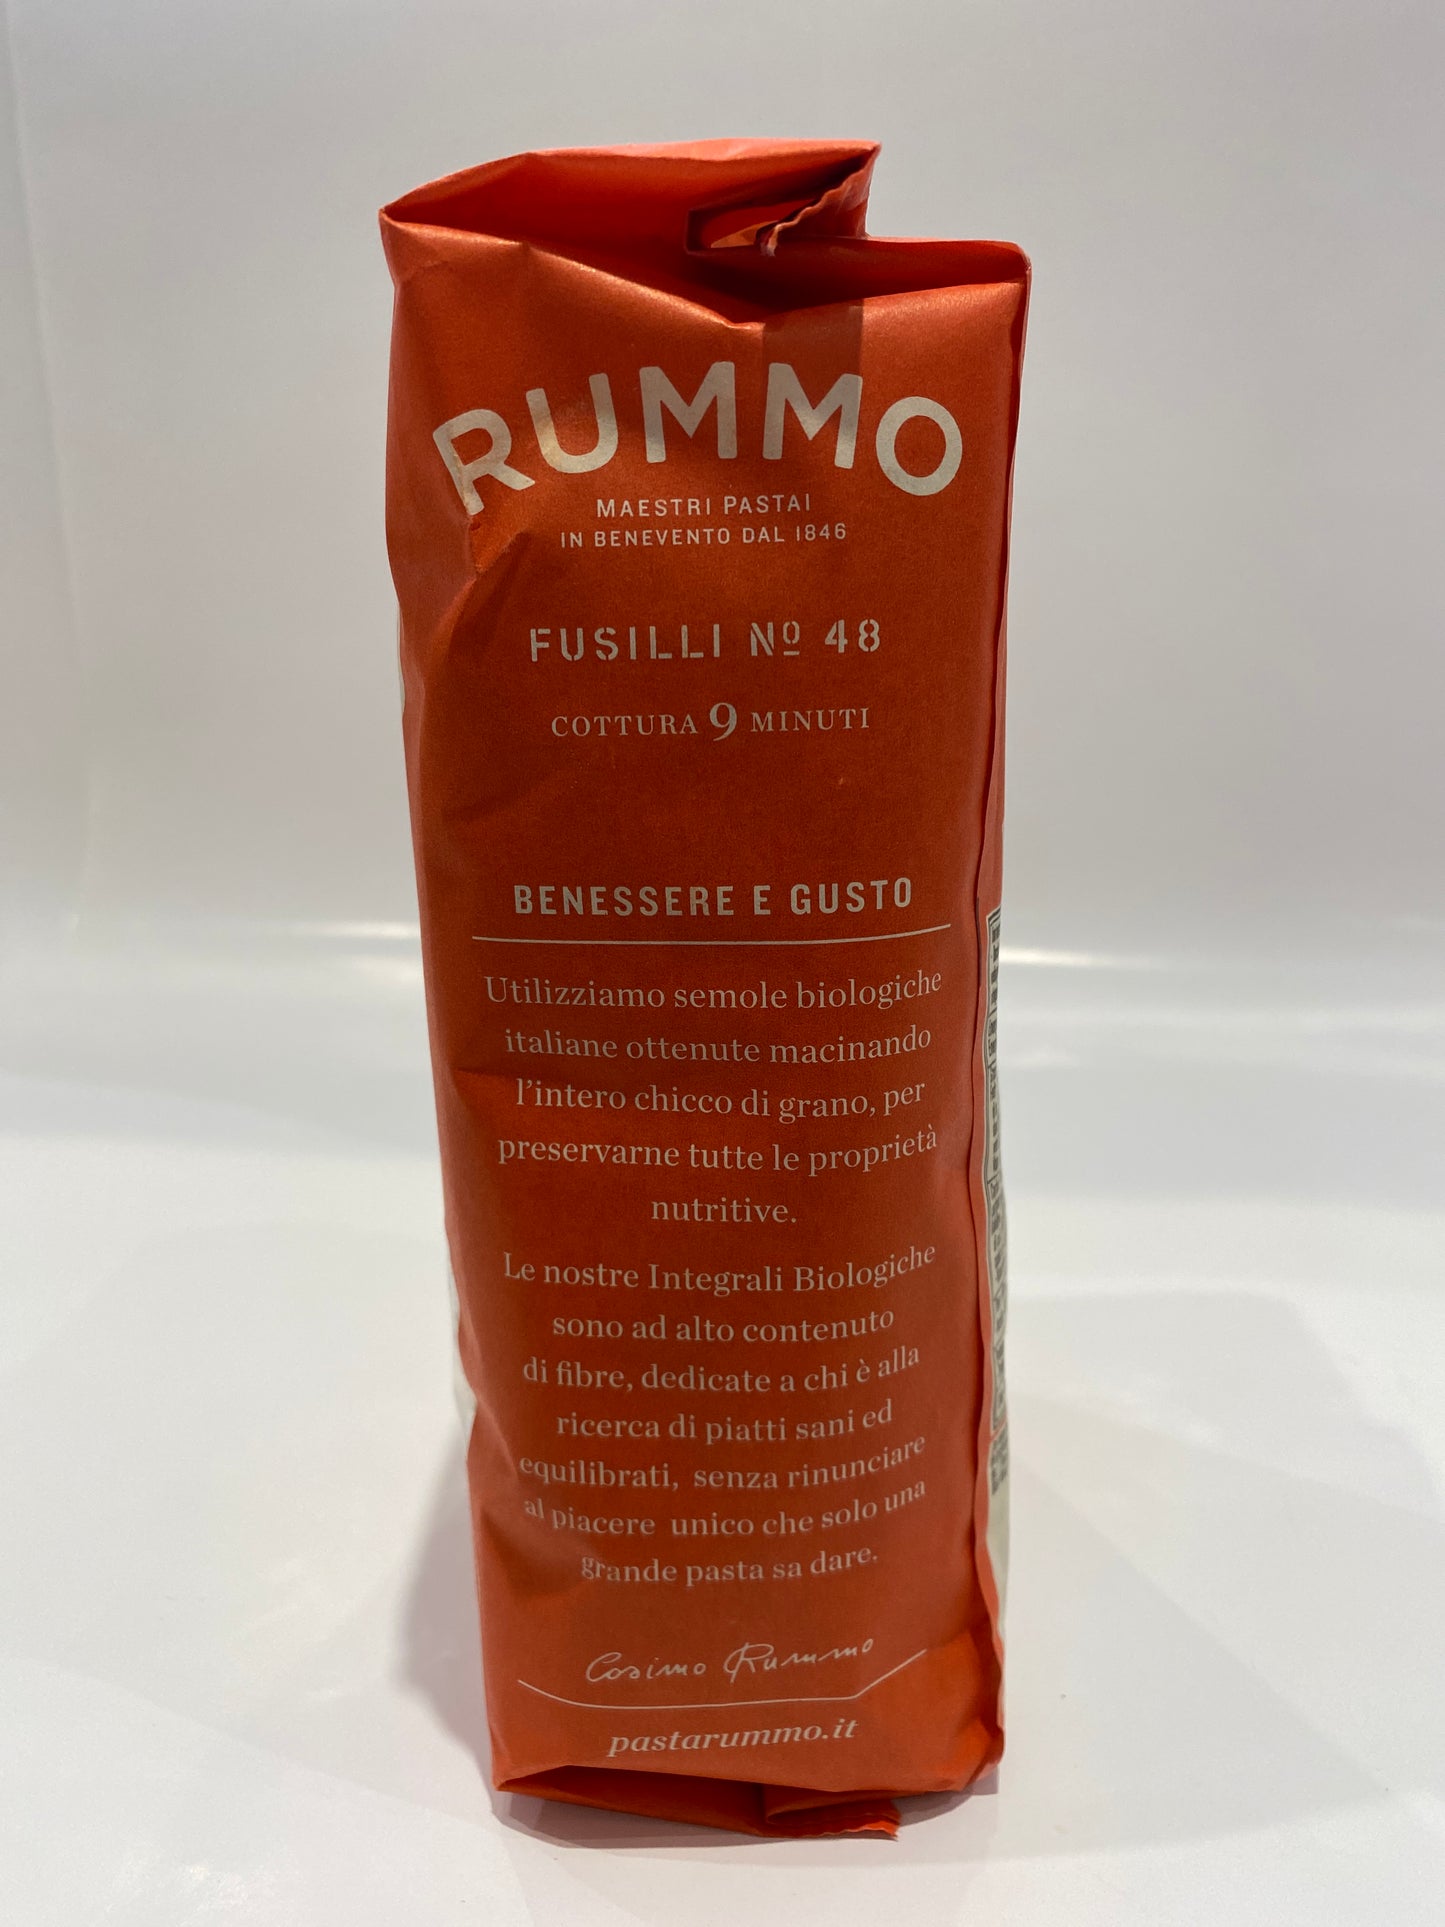 RUMMO
MAESTRI PASTAI
IN BENEVENTO DAL 1846
FUSILLI Nº 48
COTTURA 9 MINUTI
BENESSERE E GUSTO
Utilizziamo semole biologiche
italiane ottenute macinando
l'intero chicco di grano, per
preservarne tutte le proprietà
nutritive.
Le nostre Integrali Biologiche
sono ad alto contenuto
di fibre, dedicate a chi è alla
ricerca di piatti sani ed
equilibrati, senza rinunciare
al piacere unico che solo una
grande pasta sa dare.
Cosimo Rummo
pastarummo.it